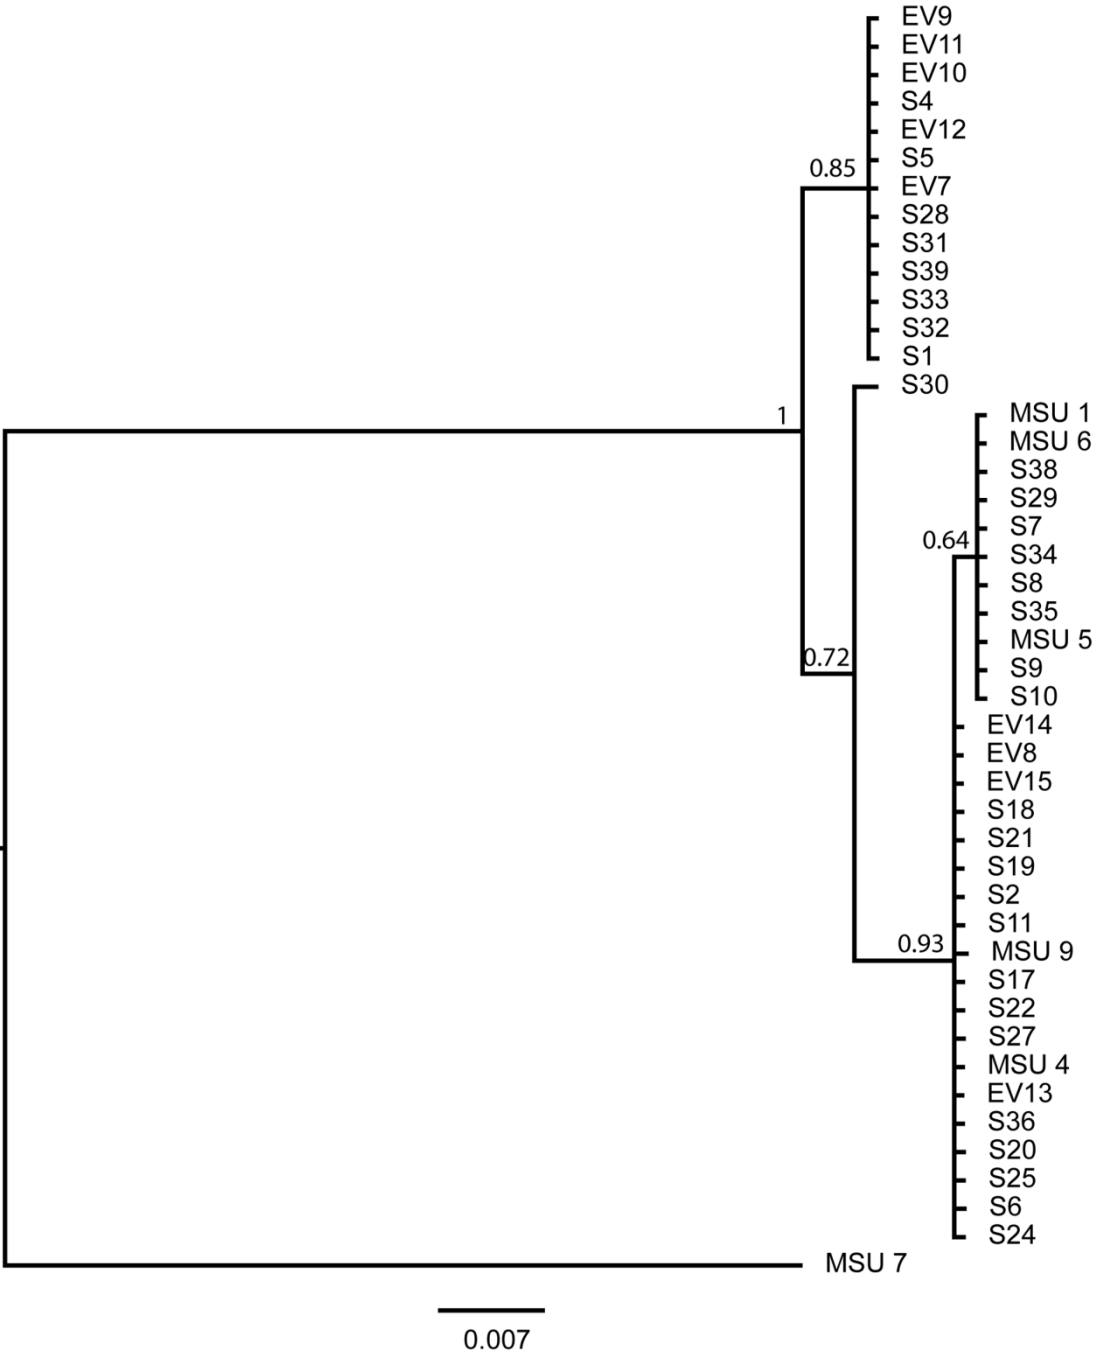 EV9
EV11
EV10
S4
EV12
S5
0.85
EV7
S28
S31
S39
S33
S32
S1
S30
1
MSU 1
MSU 6
S38
S29
S7
0.64
S34
S8
S35
MSU 5
0.72
S9
S10
EV14
EV8
EV15
S18
S21
S19
S2
S11
0.93
MSU 9
S17
S22
S27
MSU 4
EV13
S36
S20
S25
S6
S24
MSU 7
0.007